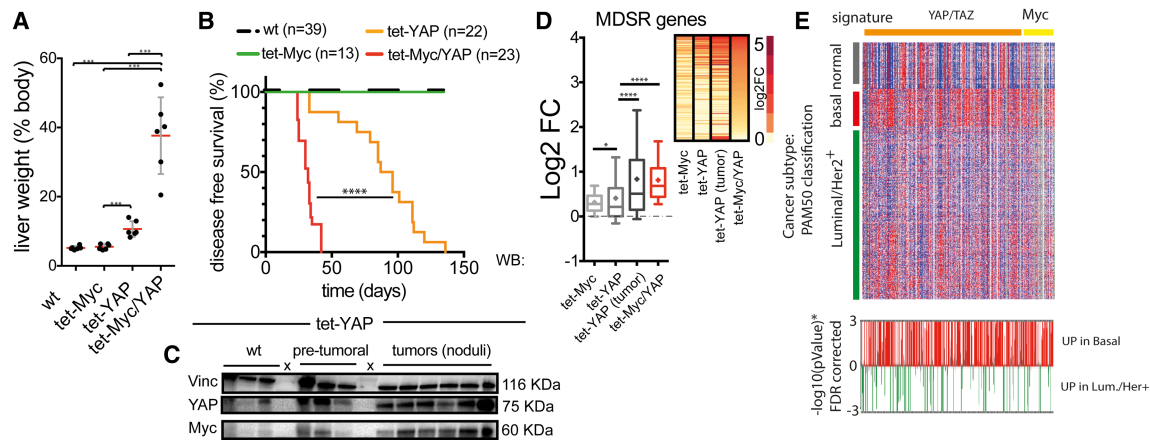 A
liver weight (% body)
60
40
20
0
***
***
***
***
wt
tet-Myc
tet-YAP
tet-Myc/YAP
B
wt (n=39)
tet-YAP (n=22)
tet-Myc (n=13)
tet-Myc/YAP (n=23)
disease free survival (%)
100
50
0
****
0
50
100
150
time (days)
WB:
tet-YAP
C
wt
x
pre-tumoral
x
tumors (noduli)
Vinc
116 KDa
YAP
75 KDa
Myc
60 KDa
D
MDSR genes
Log2 FC
4
3
2
1
0
-1
*
****
****
tet-Myc
tet-YAP
tet-YAP (tumor)
tet-Myc/YAP
5
log2FC
0
tet-Myc
tet-YAP
tet-YAP (tumor)
tet-Myc/YAP
E
signature
YAP/TAZ
Myc
Cancer subtype:
PAM50 classification
normal
basal
Luminal/Her2+
-log10(pValue)*
FDR corrected
3
0
-3
UP in Basal
UP in Lum./Her+